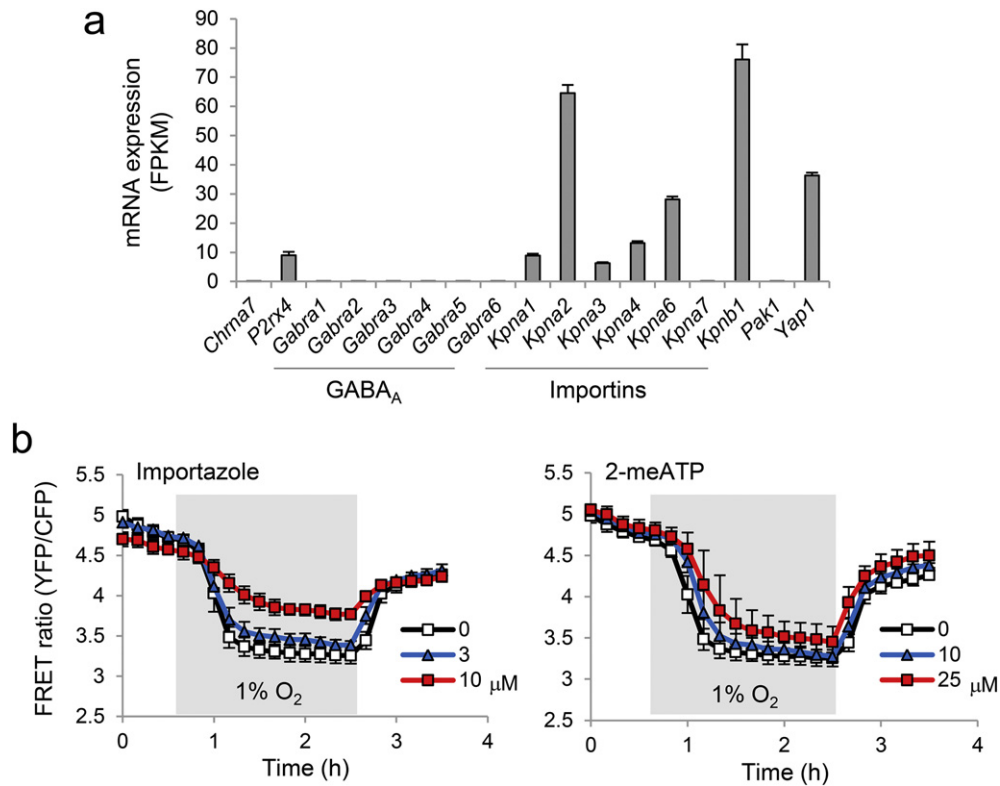 a
mRNA expression
(FPKM)
90
80
70
60
50
40
30
20
10
0
Chrna7
P2rx4
Gabra1
Gabra2
Gabra3
Gabra4
Gabra5
Gabra6
Kpna1
Kpna2
Kpna3
Kpna4
Kpna6
Kpna7
Kpnb1
Pak1
Yap1
GABAA
Importins
b
FRET ratio (YFP/CFP)
5.5
5
4.5
4
3.5
3
2.5
Importazole
0
3
10 μM
1% O2
0
1
2
3
4
Time (h)
5.5
5
4.5
4
3.5
3
2.5
2-meATP
0
10
25 μM
1% O2
0
1
2
3
4
Time (h)